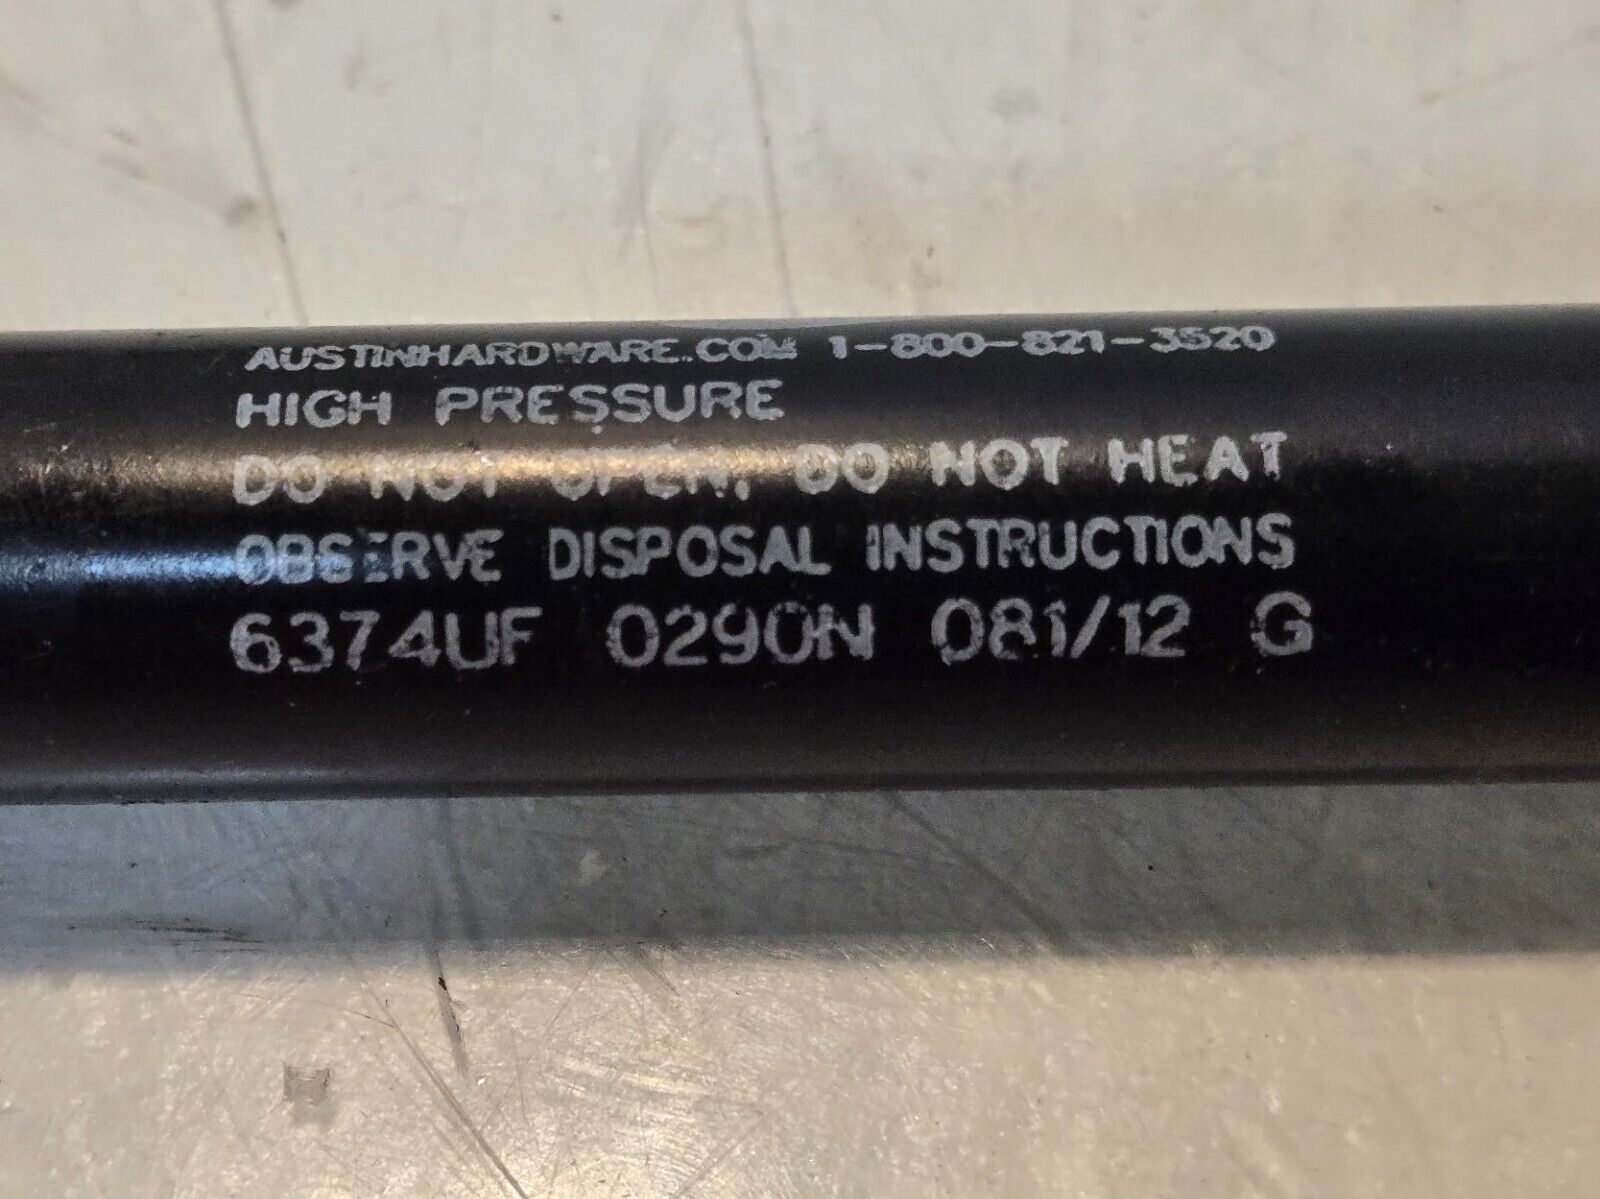 AUSTINHARDWARE.COM 1-800-821-3520
HIGH PRESSURE
DO NOT OPEN, DO NOT HEAT
OBSERVE DISPOSAL INSTRUCTIONS
6374UF 0290N 081/12 G